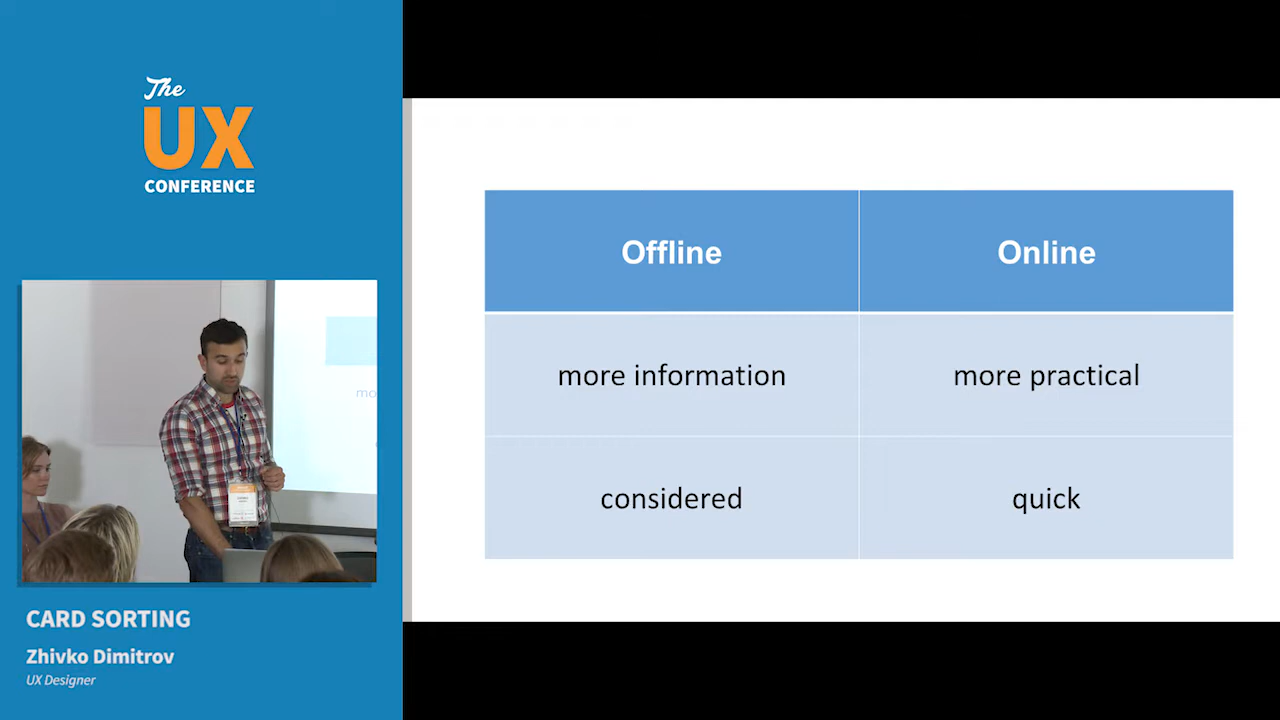 The
UX
CONFERENCE
CARD SORTING
Zhivko Dimitrov
UX Designer
Offline Online
more information more practical
considered quick